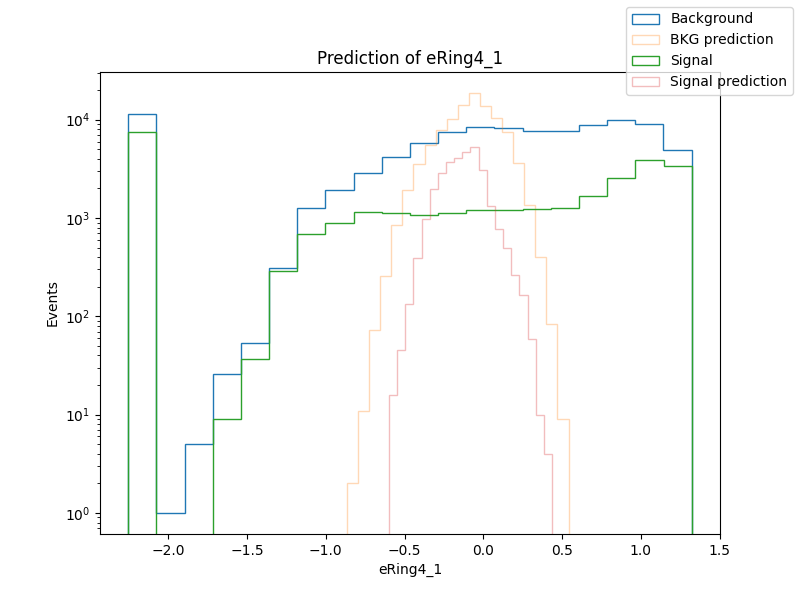 Prediction of eRing4_1
Background
BKG prediction
Signal
Signal prediction
Events
10⁴
10³
10²
10¹
10⁰
−2.0
−1.5
−1.0
−0.5
0.0
0.5
1.0
1.5
eRing4_1